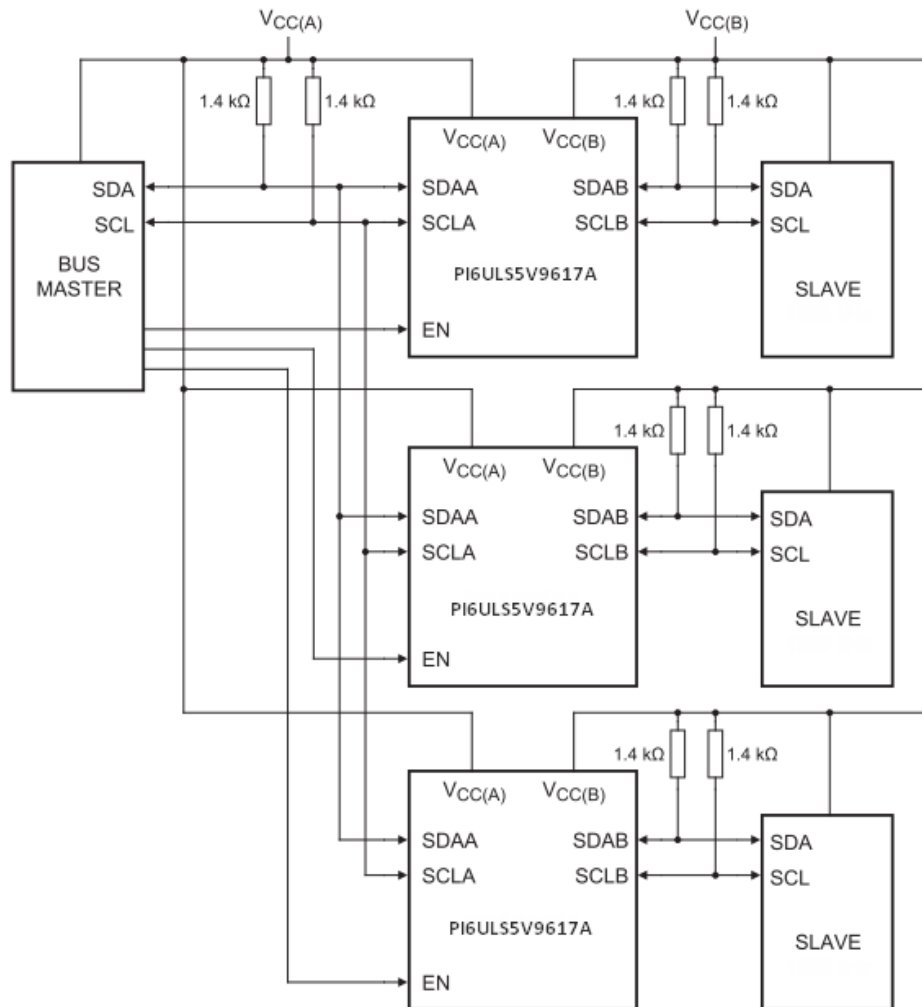 VCC(A) VCC(B)
1.4 kΩ 1.4 kΩ 1.4 kΩ 1.4 kΩ
VCC(A) VCC(B)
SDA SDAA SDAB SDA
SCL SCLA SCLB SCL
BUS
MASTER
PI6ULS5V9617A
SLAVE
EN
1.4 kΩ 1.4 kΩ
VCC(A) VCC(B)
SDAA SDAB SDA
SCLA SCLB SCL
PI6ULS5V9617A
SLAVE
EN
1.4 kΩ 1.4 kΩ
VCC(A) VCC(B)
SDAA SDAB SDA
SCLA SCLB SCL
PI6ULS5V9617A
SLAVE
EN